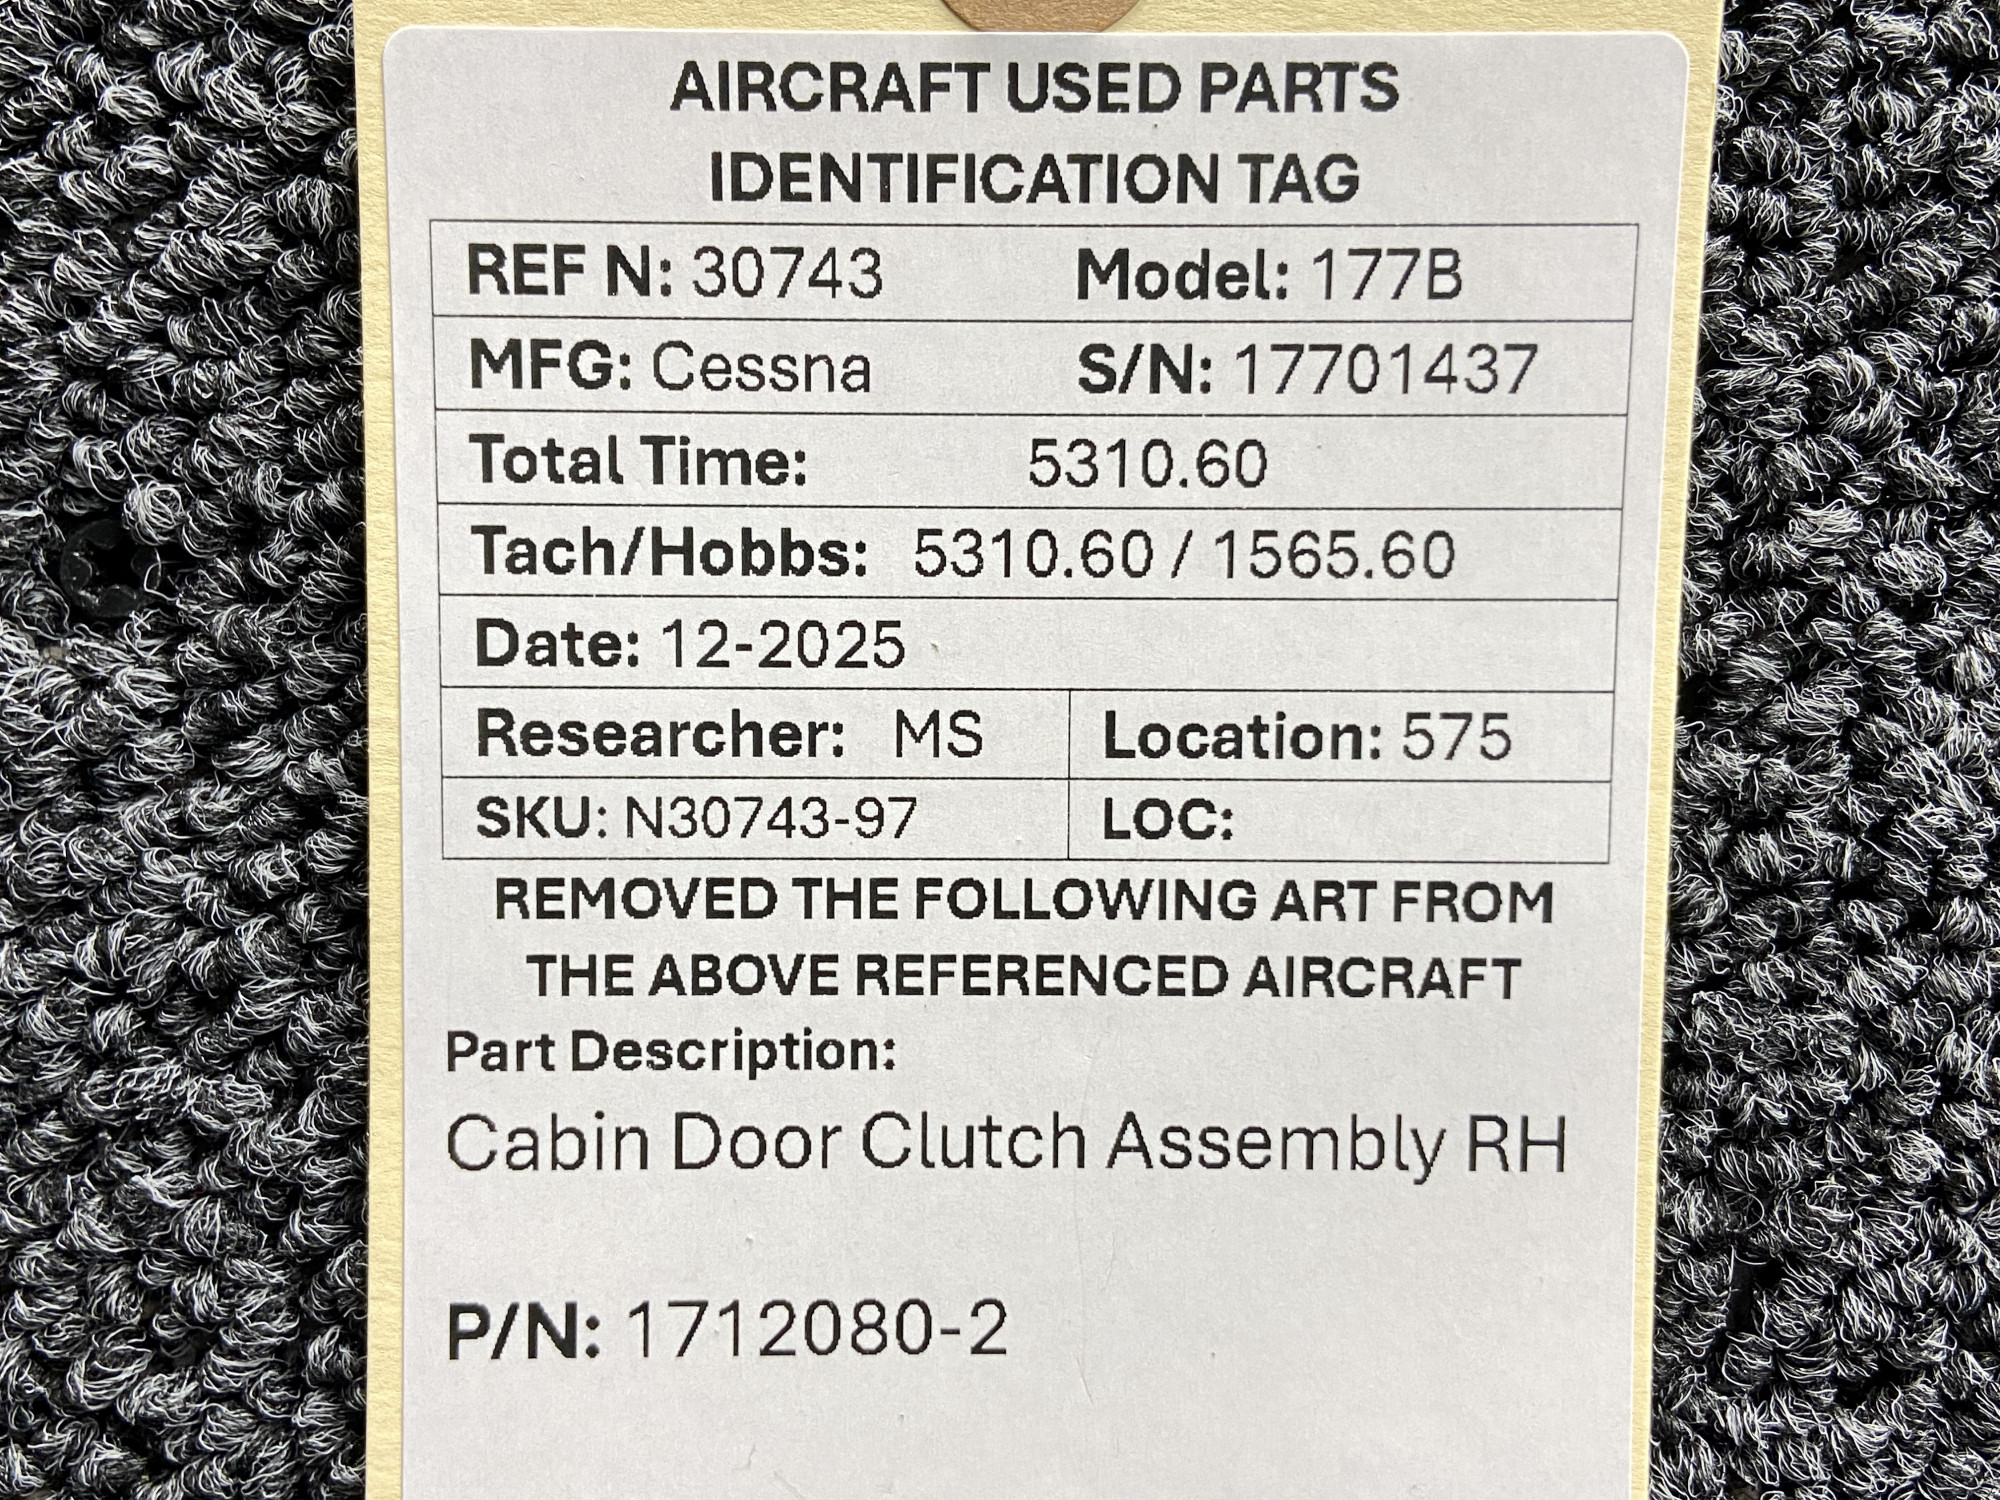 AIRCRAFT USED PARTS
IDENTIFICATION TAG
REF N: 30743 Model: 177B
MFG: Cessna S/N: 17701437
Total Time: 5310.60
Tach/Hobbs: 5310.60 / 1565.60
Date: 12-2025
Researcher: MS Location: 575
SKU: N30743-97 LOC:
REMOVED THE FOLLOWING ART FROM
THE ABOVE REFERENCED AIRCRAFT
Part Description:
Cabin Door Clutch Assembly RH
P/N: 1712080-2